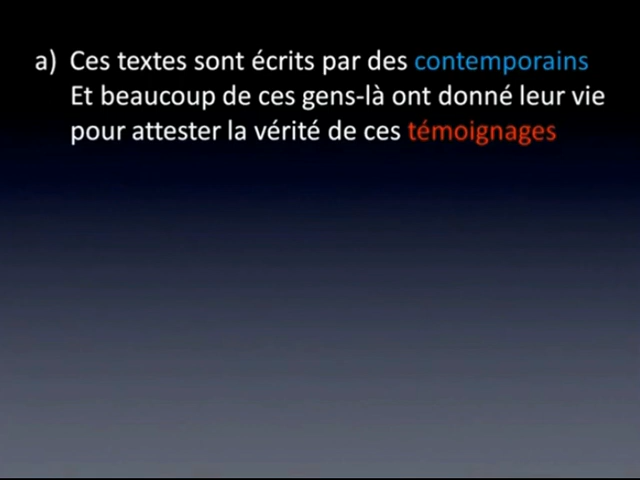 a) Ces textes sont écrits par des contemporains
Et beaucoup de ces gens-là ont donné leur vie
pour attester la vérité de ces témoignages